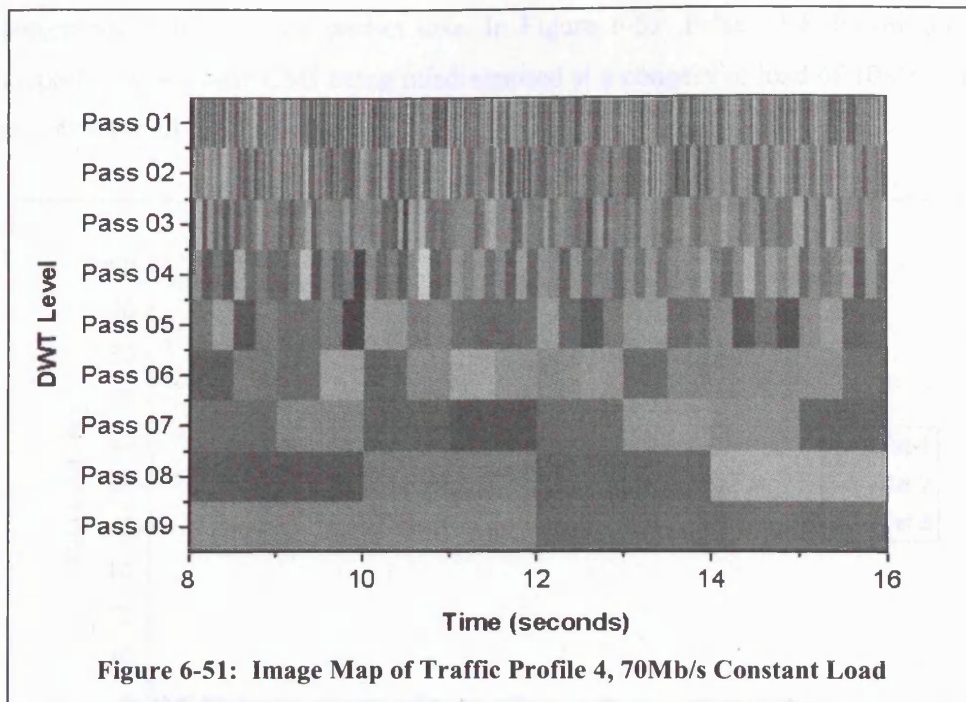 Pass 01
Pass 02
Pass 03
Pass 04
Pass 05
Pass 06
Pass 07
Pass 08
Pass 09
DWT Level
8 10 12 14 16
Time (seconds)
Figure 6-51: Image Map of Traffic Profile 4, 70Mb/s Constant Load